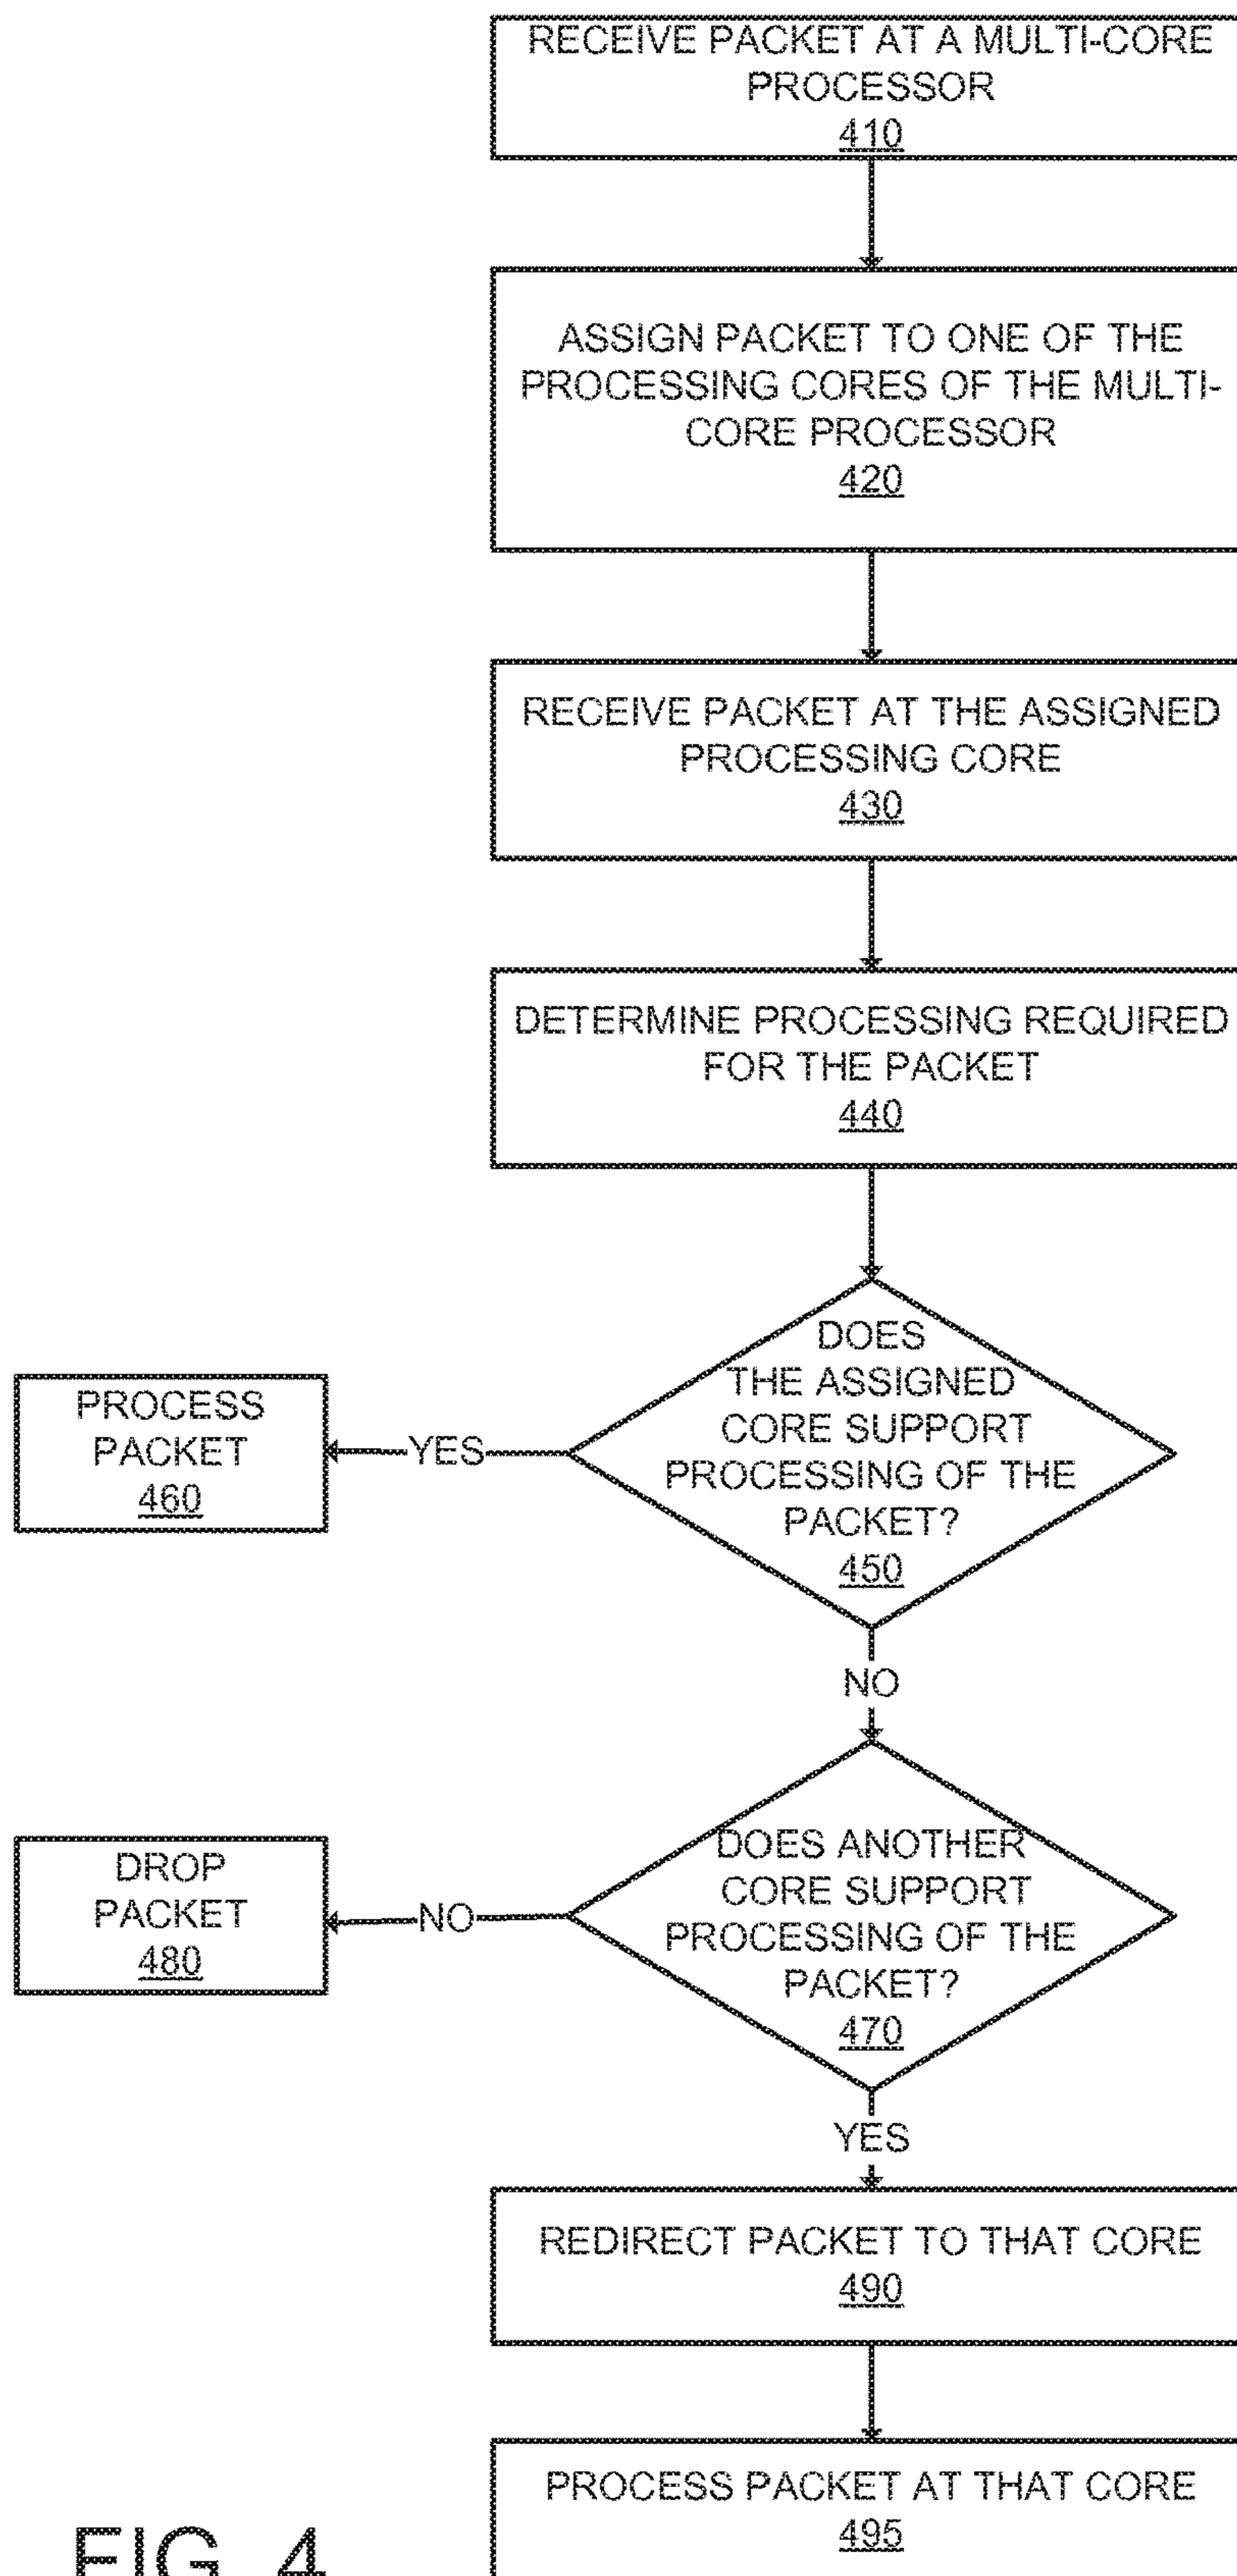 RECEIVE PACKET AT A MULTI-CORE
PROCESSOR
410
ASSIGN PACKET TO ONE OF THE
PROCESSING CORES OF THE MULTI-
CORE PROCESSOR
420
RECEIVE PACKET AT THE ASSIGNED
PROCESSING CORE
430
DETERMINE PROCESSING REQUIRED
FOR THE PACKET
440
DOES
THE ASSIGNED
CORE SUPPORT
PROCESSING OF THE
PACKET?
450
YES
PROCESS
PACKET
460
NO
DOES ANOTHER
CORE SUPPORT
PROCESSING OF THE
PACKET?
470
NO
DROP
PACKET
480
YES
REDIRECT PACKET TO THAT CORE
490
PROCESS PACKET AT THAT CORE
495
FIG. 4